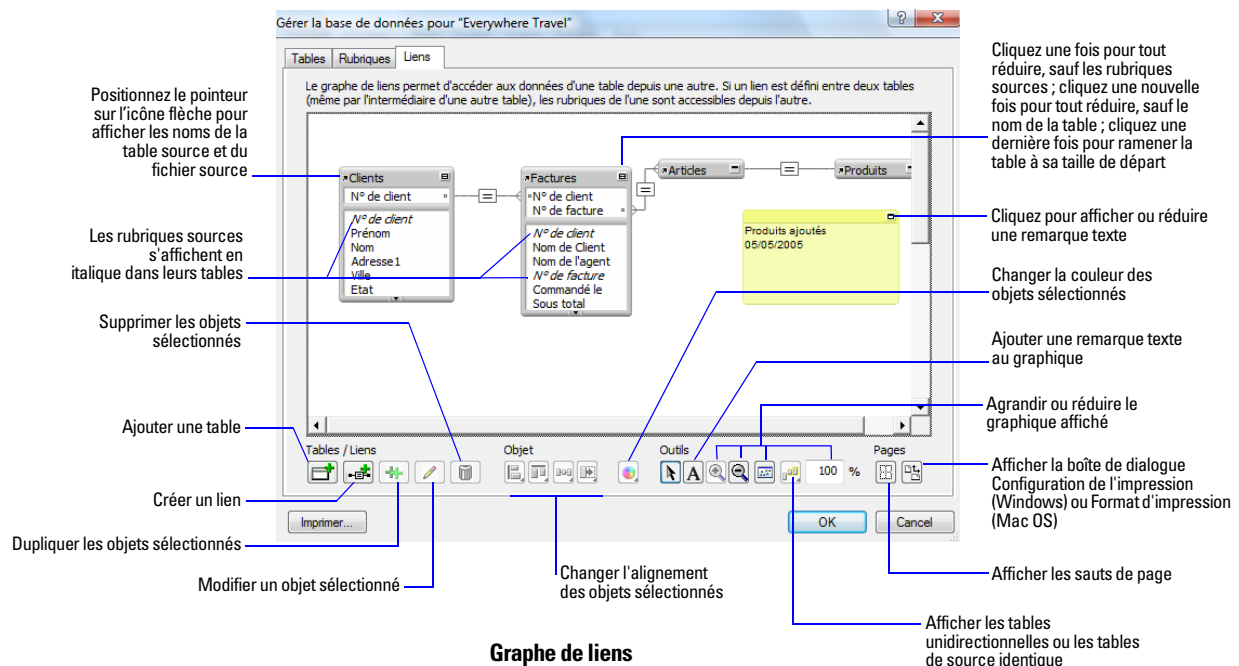 Gérer la base de données pour “Everywhere Travel”
Tables
Rubriques
Liens
Le graphe de liens permet d'accéder aux données d'une table depuis une autre. Si un lien est défini entre deux tables
(même par l'intermédiaire d'une autre table), les rubriques de l'une sont accessibles depuis l'autre.
Positionnez le pointeur
sur l’icône flèche pour
afficher les noms de la
table source et du
fichier source
Les rubriques sources
s'affichent en
italique dans leurs tables
Supprimer les objets
sélectionnés
Ajouter une table
Créer un lien
Dupliquer les objets sélectionnés
Modifier un objet sélectionné
Clients
N° de client
N° de client
Prénom
Nom
Adresse1
Ville
Etat
=
Factures
N° de client
N° de facture
N° de client
Nom de Client
Nom de l'agent
N° de facture
Commandé le
Sous total
=
Articles
=
Produits
Produits ajoutés
05/05/2005
Cliquez une fois pour tout
réduire, sauf les rubriques
sources ; cliquez une nouvelle
fois pour tout réduire, sauf le
nom de la table ; cliquez une
dernière fois pour ramener la
table à sa taille de départ
Cliquez pour afficher ou réduire
une remarque texte
Changer la couleur des
objets sélectionnés
Ajouter une remarque texte
au graphique
Agrandir ou réduire le
graphique affiché
Afficher la boîte de dialogue
Configuration de l'impression
(Windows) ou Format d'impression
(Mac OS)
Afficher les sauts de page
Afficher les tables
unidirectionnelles ou les tables
de source identique
Changer l'alignement
des objets sélectionnés
Tables / Liens
Objet
Outils
Pages
A
100 %
Imprimer...
OK
Cancel
Graphe de liens